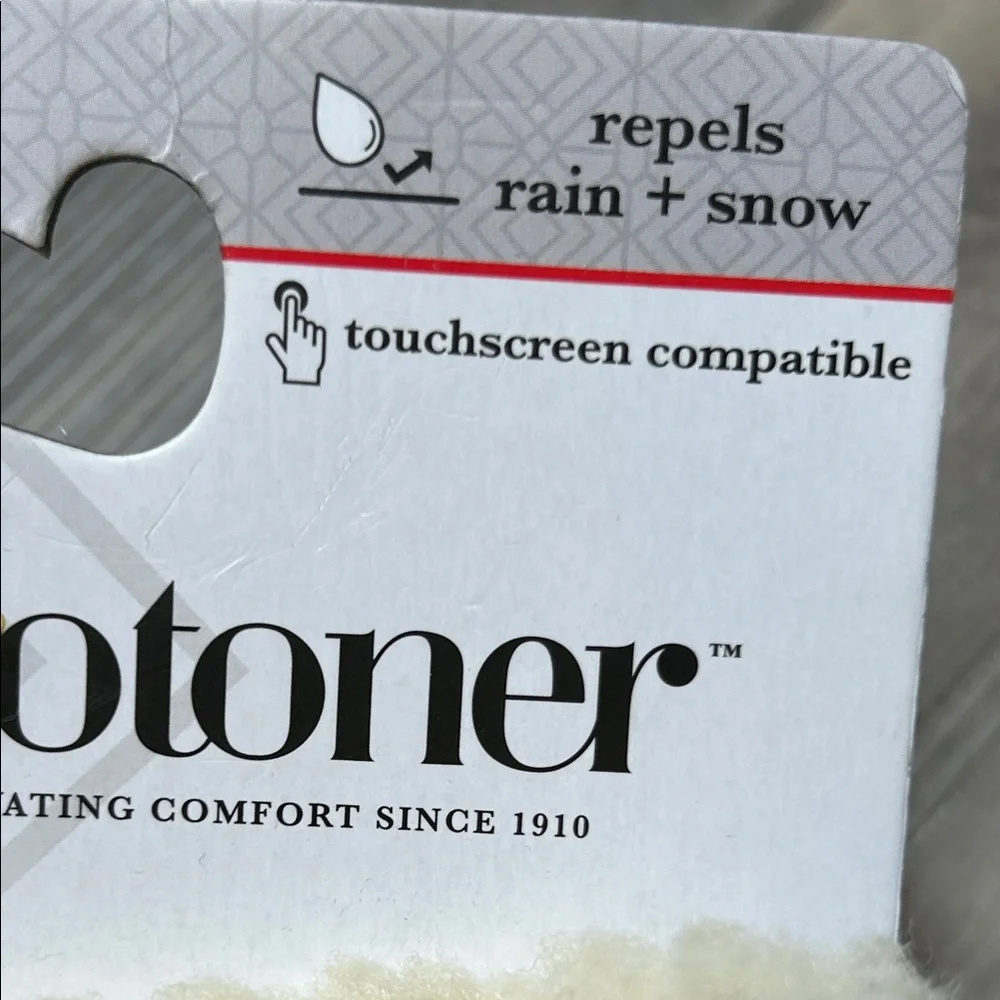 repels
rain + snow
touchscreen compatible
otoner™
ATING COMFORT SINCE 1910